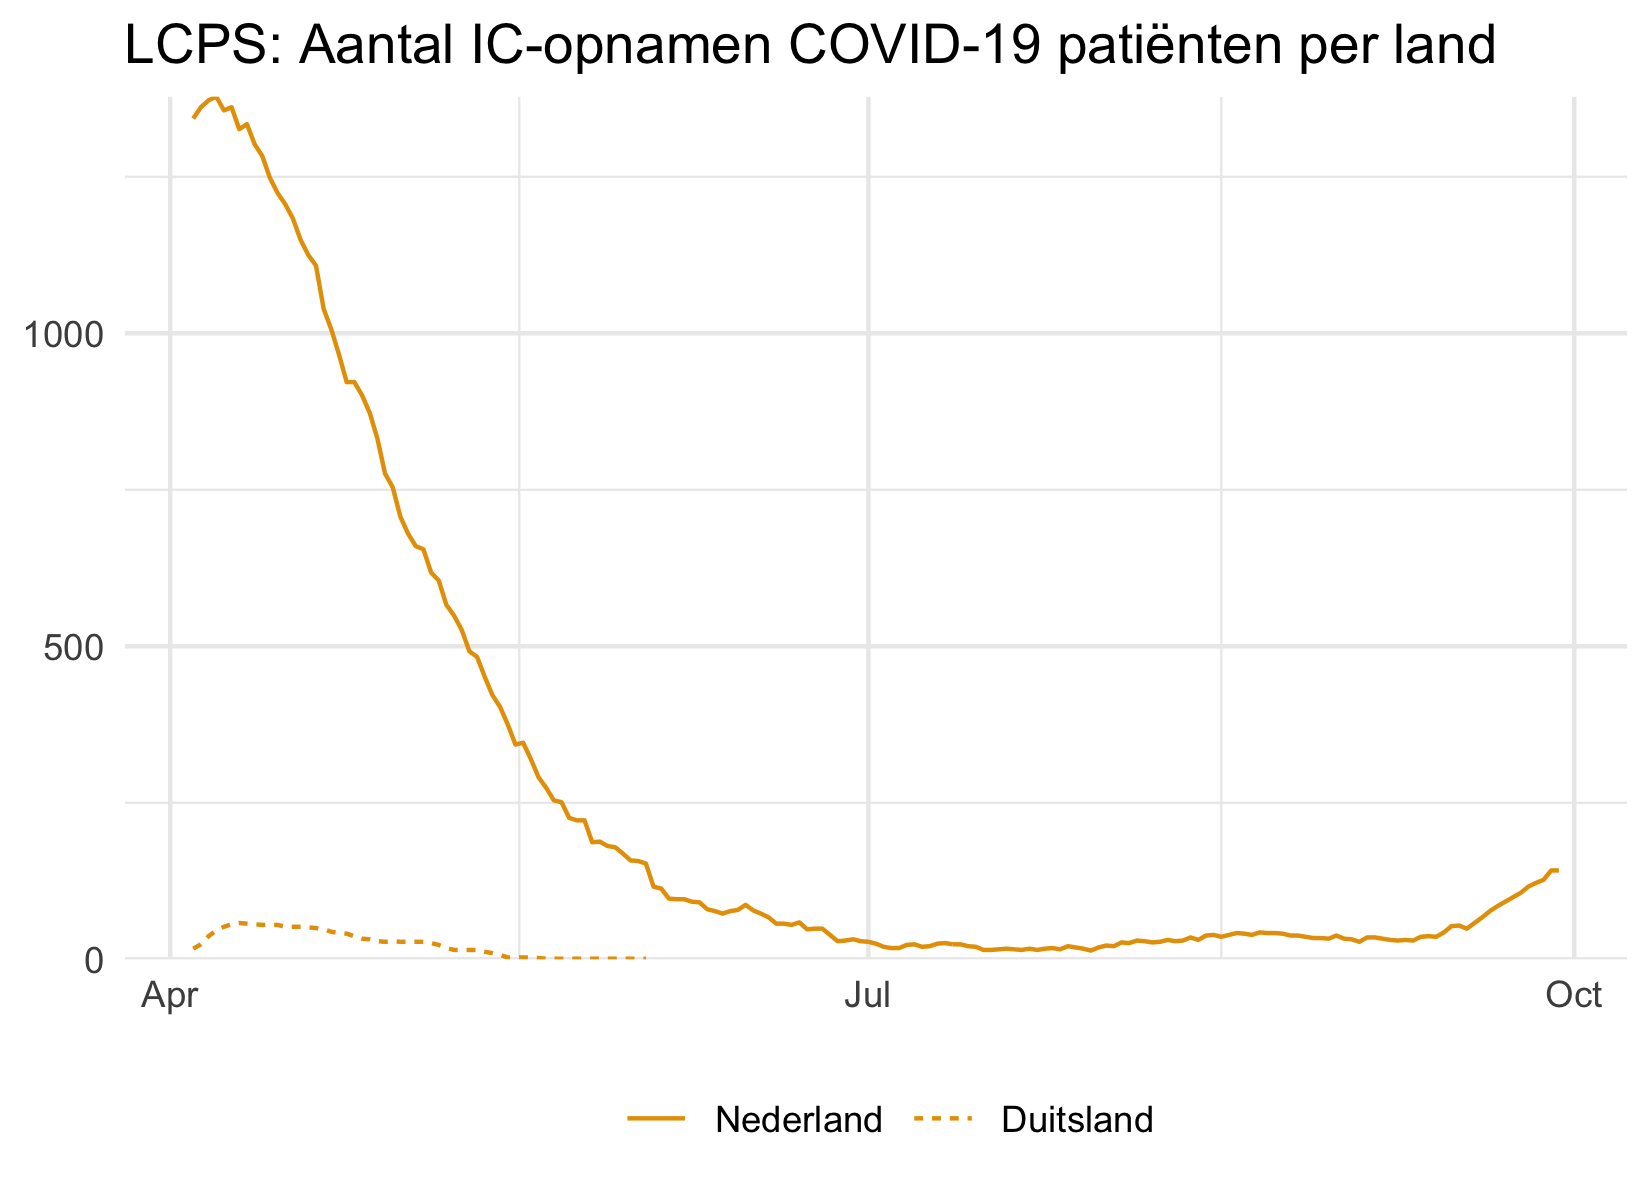 LCPS: Aantal IC-opnamen COVID-19 patiënten per land
1000
500
0
Apr
Jul
Oct
Nederland
Duitsland